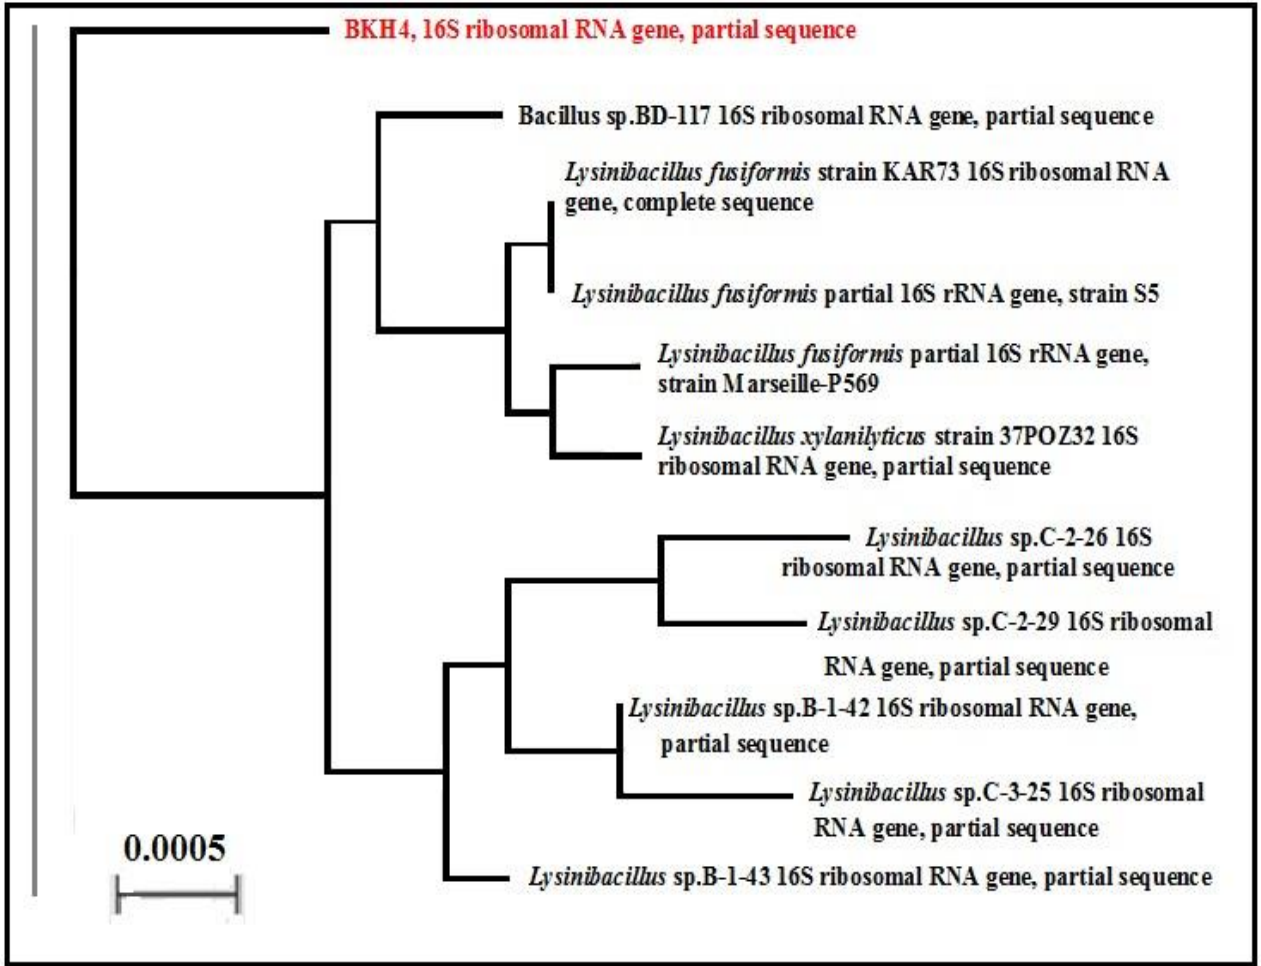 BKH4, 16S ribosomal RNA gene, partial sequence
Bacillus sp.BD-117 16S ribosomal RNA gene, partial sequence
Lysinibacillus fusiformis strain KAR73 16S ribosomal RNA
gene, complete sequence
Lysinibacillus fusiformis partial 16S rRNA gene, strain S5
Lysinibacillus fusiformis partial 16S rRNA gene,
strain Marseille-P569
Lysinibacillus xylanilyticus strain 37POZ32 16S
ribosomal RNA gene, partial sequence
Lysinibacillus sp.C-2-26 16S
ribosomal RNA gene, partial sequence
Lysinibacillus sp.C-2-29 16S ribosomal
RNA gene, partial sequence
Lysinibacillus sp.B-1-42 16S ribosomal RNA gene,
partial sequence
Lysinibacillus sp.C-3-25 16S ribosomal
RNA gene, partial sequence
0.0005
Lysinibacillus sp.B-1-43 16S ribosomal RNA gene, partial sequence